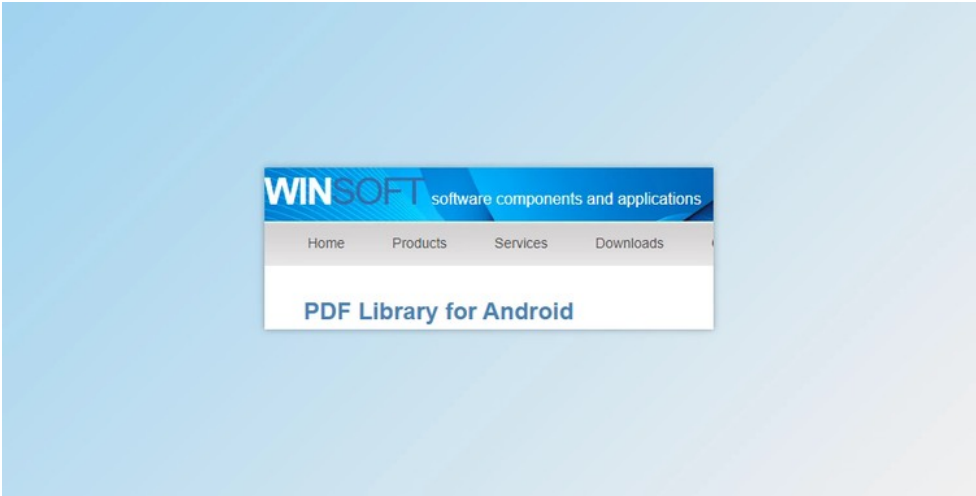 WINSOFT software components and applications
Home Products Services Downloads
PDF Library for Android